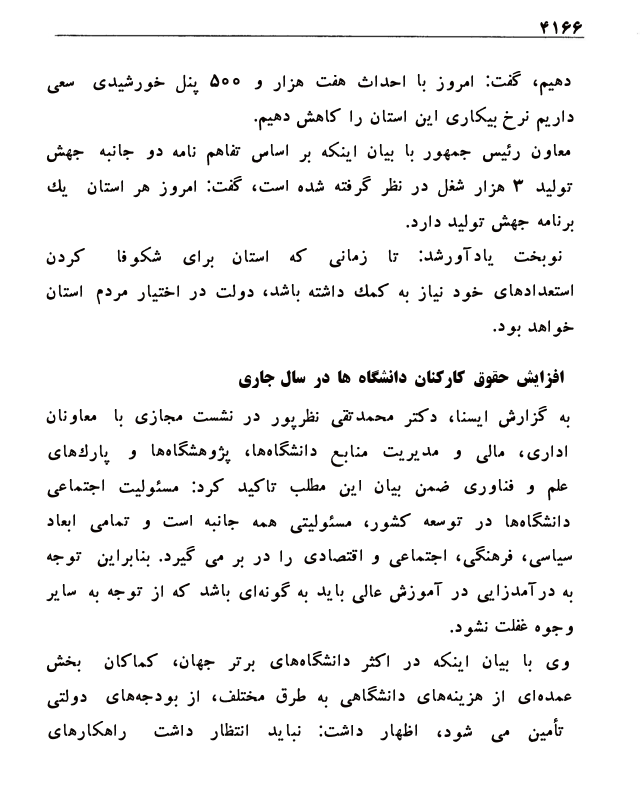 ۴۱۶۶
دهیم، گفت: امروز با احداث هفت هزار و ۵۰۰ پنل خورشیدی سعی
داریم نرخ بیکاری این استان را کاهش دهیم.
معاون رئیس جمهور با بیان اینکه بر اساس تفاهم نامه دو جانبه جهش
تولید ۳ هزار شغل در نظر گرفته شده است، گفت: امروز هر استان یك
برنامه جهش تولید دارد.
نوبخت یادآورشد: تا زمانی که استان برای شکوفا کردن
استعدادهای خود نیاز به کمك داشته باشد، دولت در اختیار مردم استان
خواهد بود.
افزایش حقوق کارکنان دانشگاه ها در سال جاری
به گزارش ایسنا، دکتر محمدتقی نظرپور در نشست مجازی با معاونان
اداری، مالی و مدیریت منابع دانشگاه‌ها، پژوهشگاه‌ها و پارك‌های
علم و فناوری ضمن بیان این مطلب تاکید کرد: مسئولیت اجتماعی
دانشگاه‌ها در توسعه کشور، مسئولیتی همه جانبه است و تمامی ابعاد
سیاسی، فرهنگی، اجتماعی و اقتصادی را در بر می گیرد. بنابراین توجه
به درآمدزایی در آموزش عالی باید به گونه‌ای باشد که از توجه به سایر
وجوه غفلت نشود.
وی با بیان اینکه در اکثر دانشگاه‌های برتر جهان، کماکان بخش
عمده‌ای از هزینه‌های دانشگاهی به طرق مختلف، از بودجه‌های دولتی
تأمین می شود، اظهار داشت: نباید انتظار داشت راهکارهای